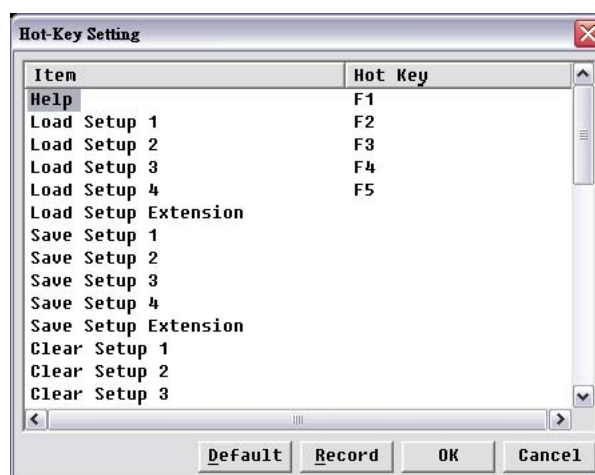 Hot-Key Setting
Item Hot Key
Help F1
Load Setup 1 F2
Load Setup 2 F3
Load Setup 3 F4
Load Setup 4 F5
Load Setup Extension
Save Setup 1
Save Setup 2
Save Setup 3
Save Setup 4
Save Setup Extension
Clear Setup 1
Clear Setup 2
Clear Setup 3
Default Record OK Cancel